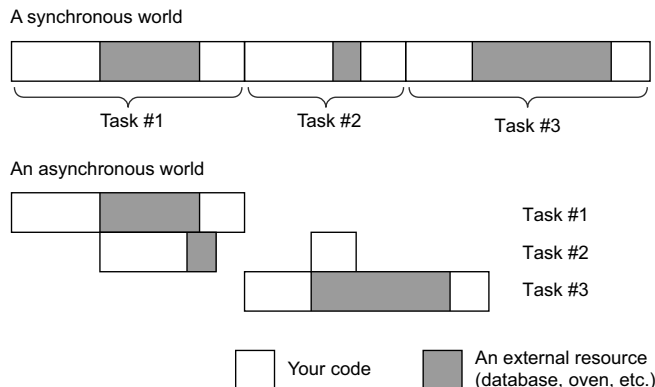 A synchronous world
Task #1
Task #2
Task #3
An asynchronous world
Task #1
Task #2
Task #3
Your code
An external resource
(database, oven, etc.)